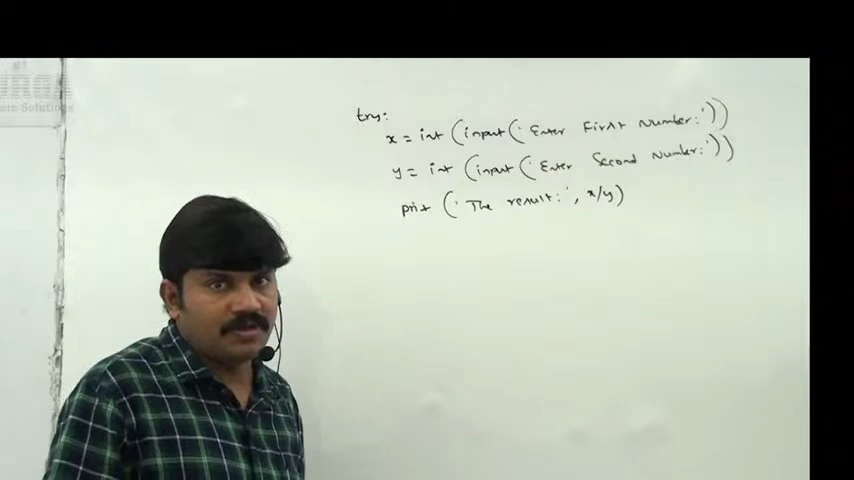 try:
x = int (input (' Enter First Number: '))
y = int (input (' Enter Second Number: '))
print (' The result: ', x/y)